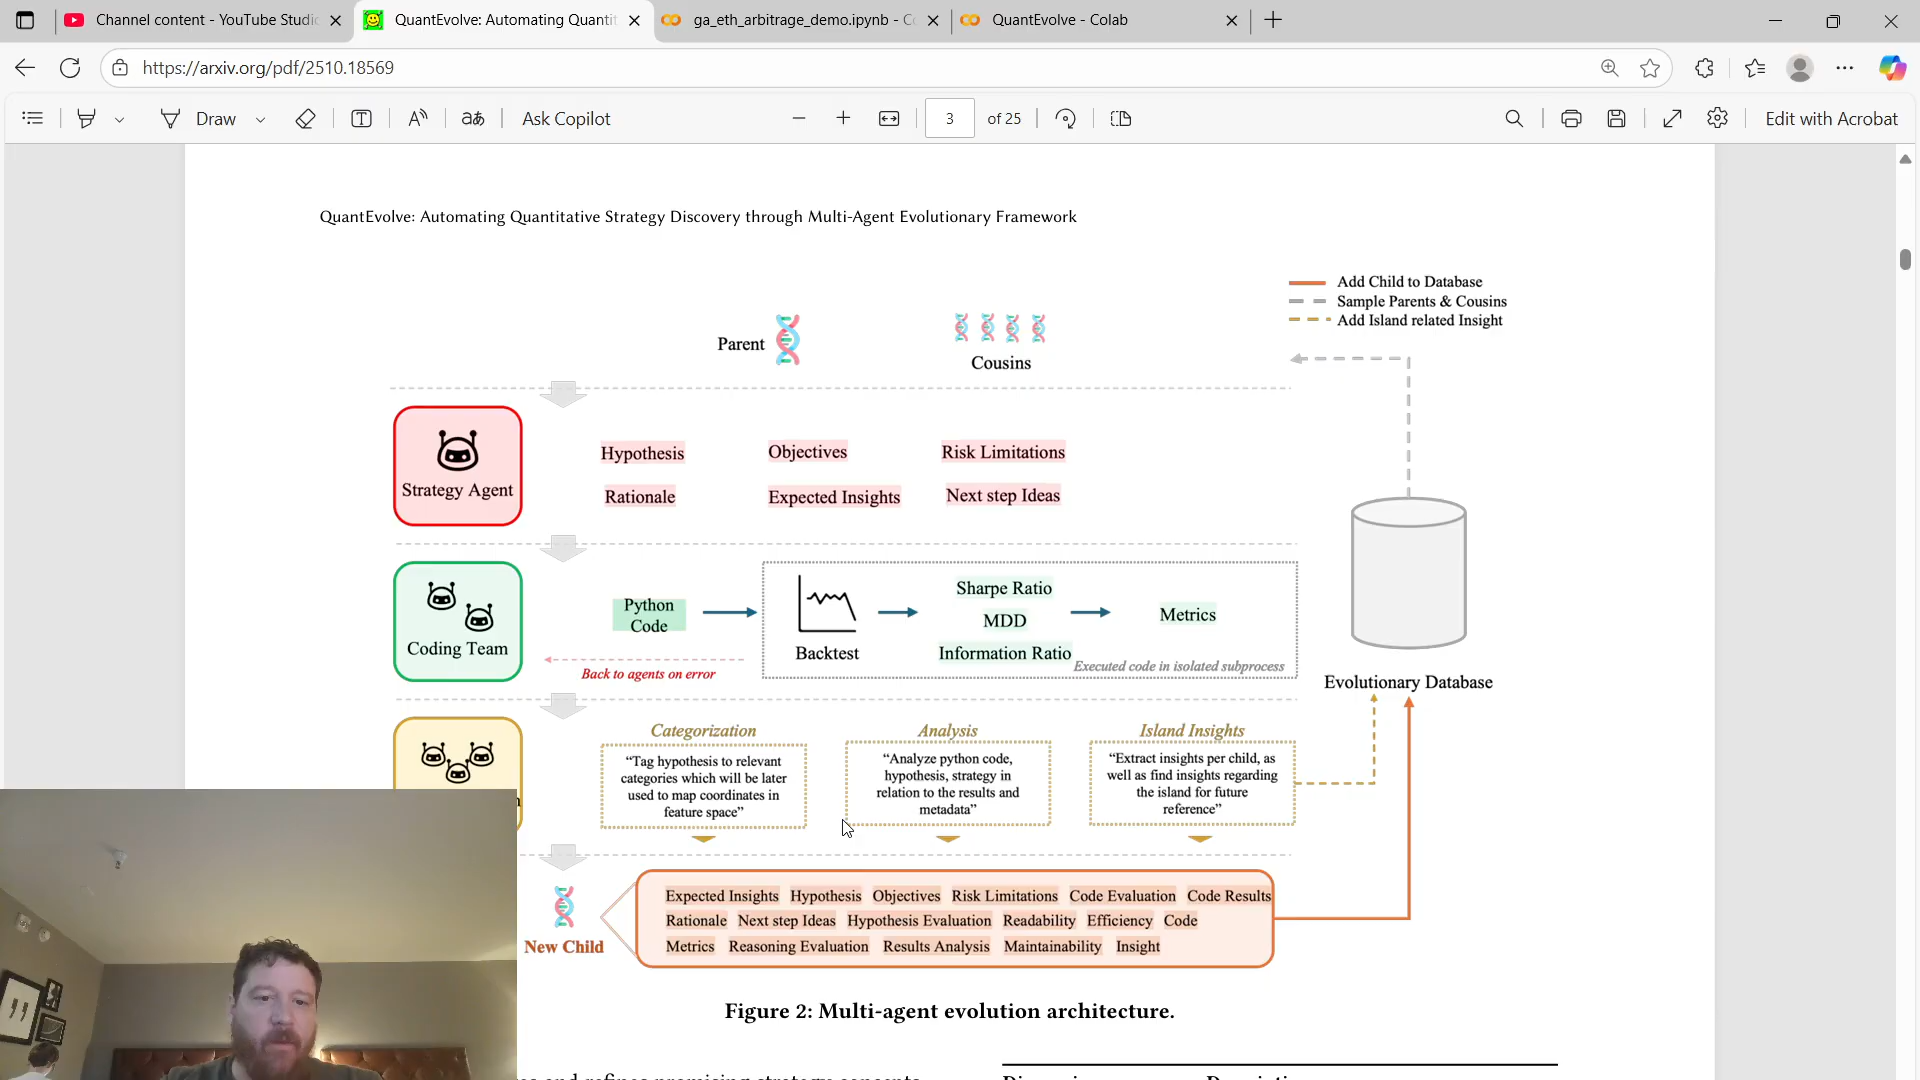 Channel content - YouTube Studi
QuantEvolve: Automating Quantit
ga_eth_arbitrage_demo.ipynb - C
QuantEvolve - Colab
https://arxiv.org/pdf/2510.18569
Draw
Ask Copilot
3
of 25
Edit with Acrobat
QuantEvolve: Automating Quantitative Strategy Discovery through Multi-Agent Evolutionary Framework
Add Child to Database
Sample Parents & Cousins
Add Island related Insight
Parent
Cousins
Strategy Agent
Hypothesis
Objectives
Risk Limitations
Rationale
Expected Insights
Next step Ideas
Coding Team
Python
Code
Back to agents on error
Backtest
Sharpe Ratio
MDD
Information Ratio
Metrics
Executed code in isolated subprocess
Evolutionary Database
Categorization
“Tag hypothesis to relevant
categories which will be later
used to map coordinates in
feature space”
Analysis
“Analyze python code,
hypothesis, strategy in
relation to the results and
metadata”
Island Insights
“Extract insights per child, as
well as find insights regarding
the island for future
reference”
New Child
Expected Insights Hypothesis Objectives Risk Limitations Code Evaluation Code Results
Rationale Next step Ideas Hypothesis Evaluation Readability Efficiency Code
Metrics Reasoning Evaluation Results Analysis Maintainability Insight
Figure 2: Multi-agent evolution architecture.
and refines promising strategy concepts